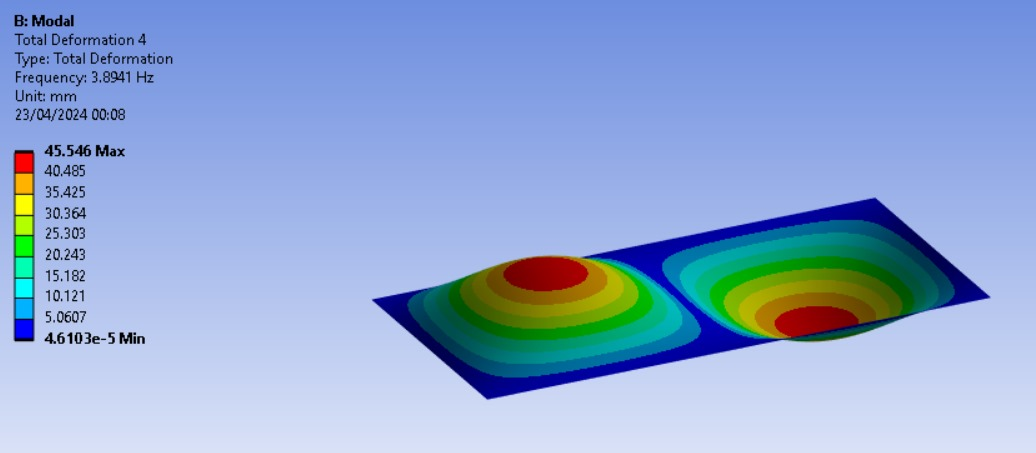 B: Modal
Total Deformation 4
Type: Total Deformation
Frequency: 3.8941 Hz
Unit: mm
23/04/2024 00:08
45.546 Max
40.485
35.425
30.364
25.303
20.243
15.182
10.121
5.0607
4.6103e-5 Min